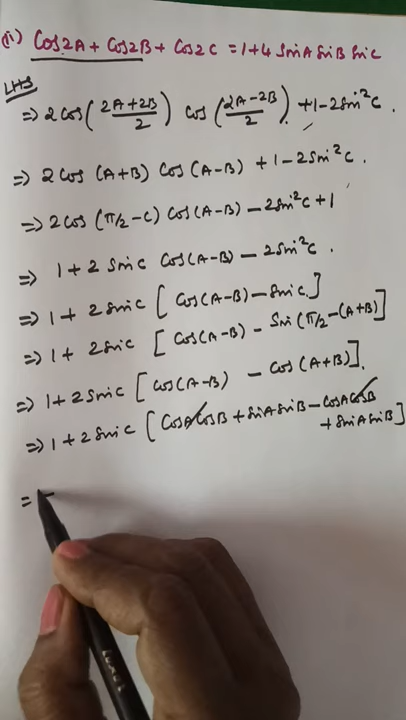 (ii) Cos2A + Cos2B + Cos2C = 1+4 SinA SinB SinC
LHS
⇒ 2Cos(2A+2B/2) Cos(2A-2B/2) + 1-2Sin²C.
⇒ 2Cos (A+B) Cos (A-B) + 1-2Sin²C.
⇒ 2Cos (π/2-C) Cos(A-B) - 2Sin²C + 1
⇒ 1+2 SinC Cos(A-B) - 2Sin²C.
⇒ 1+ 2 SinC [Cos(A-B) - SinC]
⇒ 1+ 2SinC [Cos(A-B) - Sin(π/2-(A+B)]
⇒ 1+2SinC [Cos(A-B) - Cos(A+B)].
⇒ 1+2SinC [CosACosB + SinASinB - CosACosB
+ SinASinB]
=